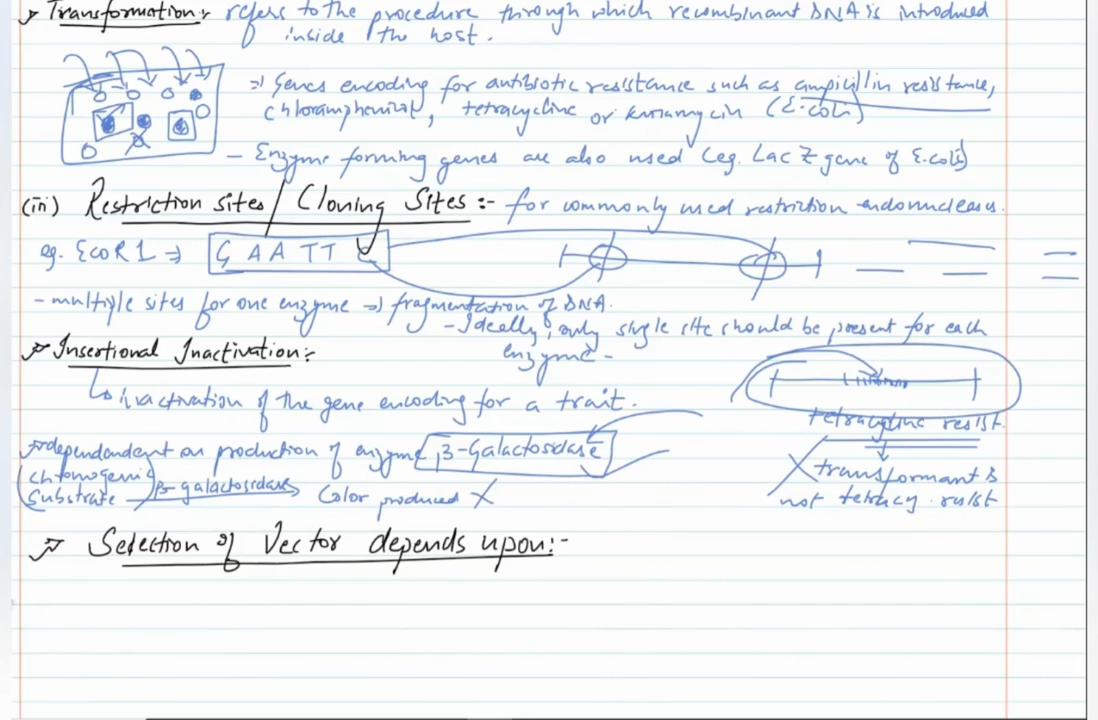 → Transformation :- refers to the procedure through which recombinant DNA is introduced
inside the host.
⇒ Genes encoding for antibiotic resistance such as ampicillin resistance,
chloramphenicol, tetracycline or kanamycin (E.coli)
- Enzyme forming genes are also used (eg. Lac Z gene of E.coli)
(iii) Restriction sites / Cloning Sites :- for commonly used restriction endonucleases.
eg. EcoR1 ⇒ G AATT C
- multiple sites for one enzyme ⇒ fragmentation of DNA.
- Ideally, only single site should be present for each
enzyme -
→ Insertional Inactivation :-
↳ inactivation of the gene encoding for a trait.
tetracycline resist.
→ dependandent on production of enzyme β-Galactosidase
X transformant is
not tetracy. resist
(chromogenic)
substrate β-galactosidase → Color produced X
→ Selection of Vector depends upon :-